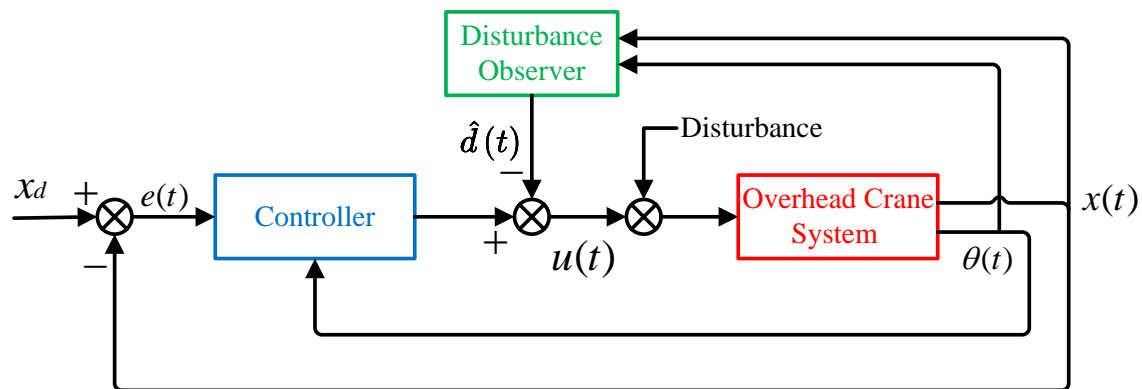 Disturbance
Observer
d̂(t)
−
Disturbance
x_d
+
e(t)
−
Controller
+
u(t)
Overhead Crane
System
x(t)
θ(t)